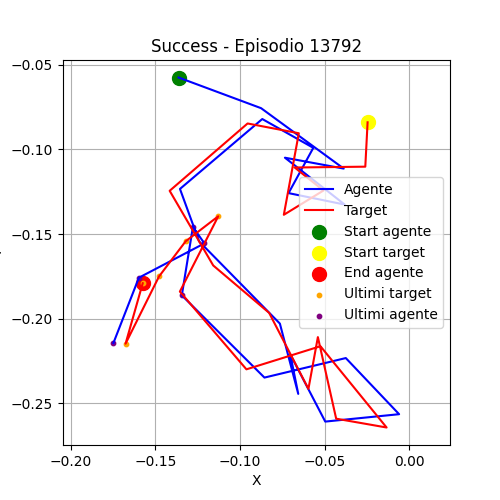 Success - Episodio 13792
−0.05
−0.10
−0.15
−0.20
−0.25
−0.20
−0.15
−0.10
−0.05
0.00
X
Agente
Target
Start agente
Start target
End agente
Ultimi target
Ultimi agente